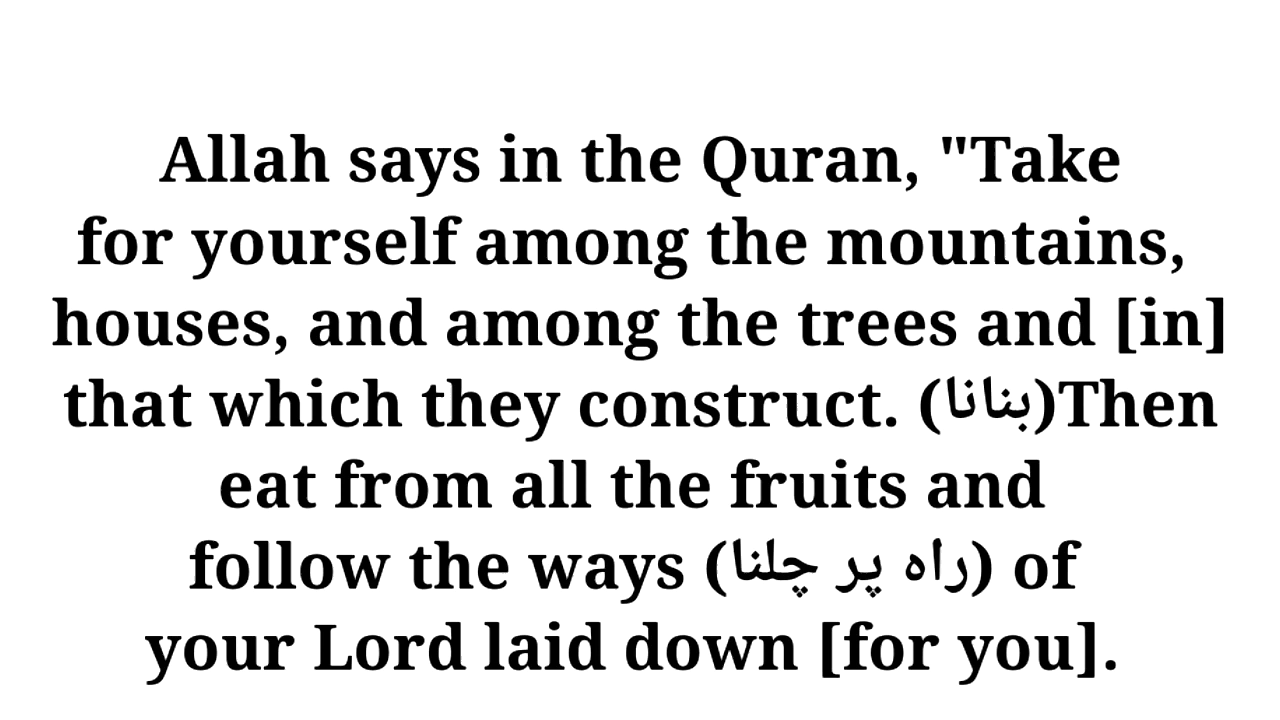 Allah says in the Quran, "Take
for yourself among the mountains,
houses, and among the trees and [in]
that which they construct. (بنانا)Then
eat from all the fruits and
follow the ways (راہ پر چلنا) of
your Lord laid down [for you].